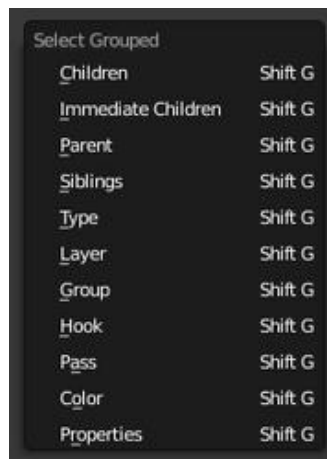 Select Grouped
Children Shift G
Immediate Children Shift G
Parent Shift G
Siblings Shift G
Type Shift G
Layer Shift G
Group Shift G
Hook Shift G
Pass Shift G
Color Shift G
Properties Shift G